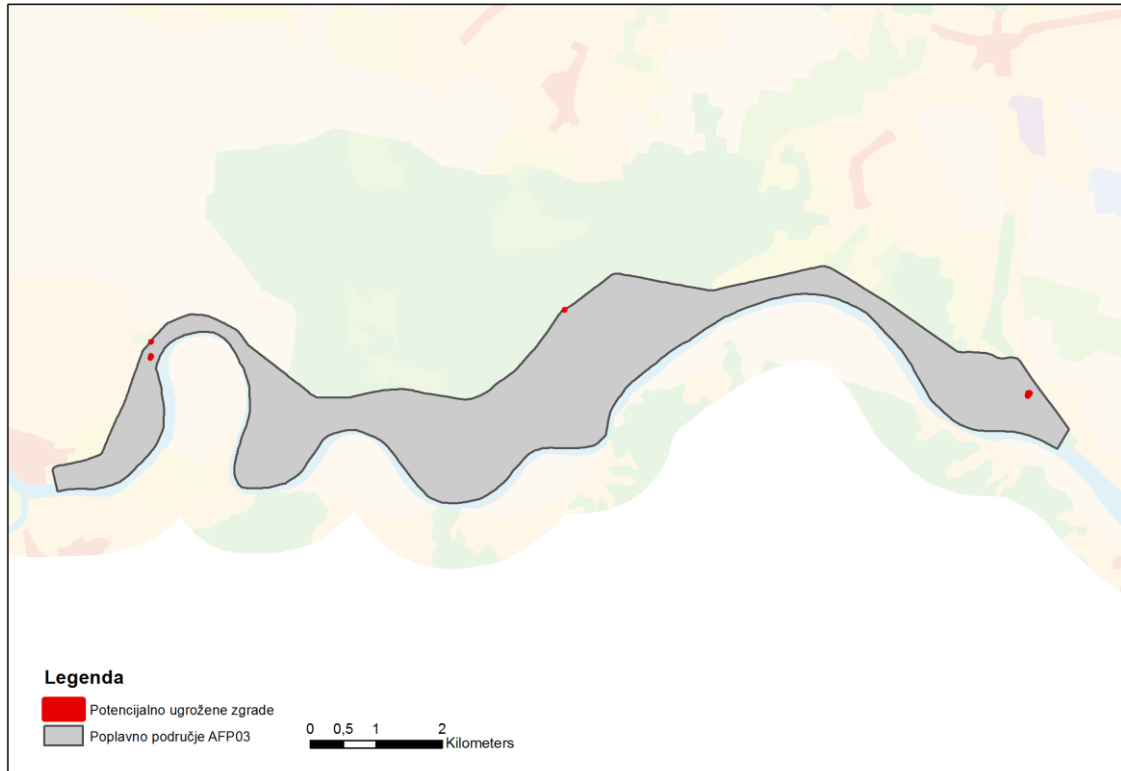 Legenda
Potencijalno ugrožene zgrade
Poplavno područje AFP03
0 0,5 1 2
Kilometers